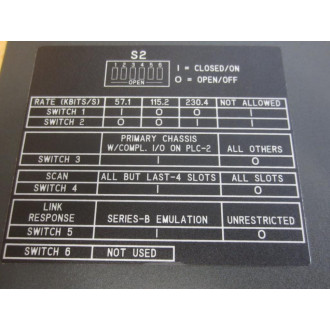 S2
1 2 3 4 5 6
OPEN
I = CLOSED/ON
O = OPEN/OFF
RATE (KBITS/S) 57.1 115.2 230.4 NOT ALLOWED
SWITCH 1 I O O I
SWITCH 2 O O I I
PRIMARY CHASSIS
W/COMPL. I/O ON PLC-2 ALL OTHERS
SWITCH 3 I O
SCAN ALL BUT LAST-4 SLOTS ALL SLOTS
SWITCH 4 I O
LINK
RESPONSE SERIES-B EMULATION UNRESTRICTED
SWITCH 5 I O
SWITCH 6 NOT USED